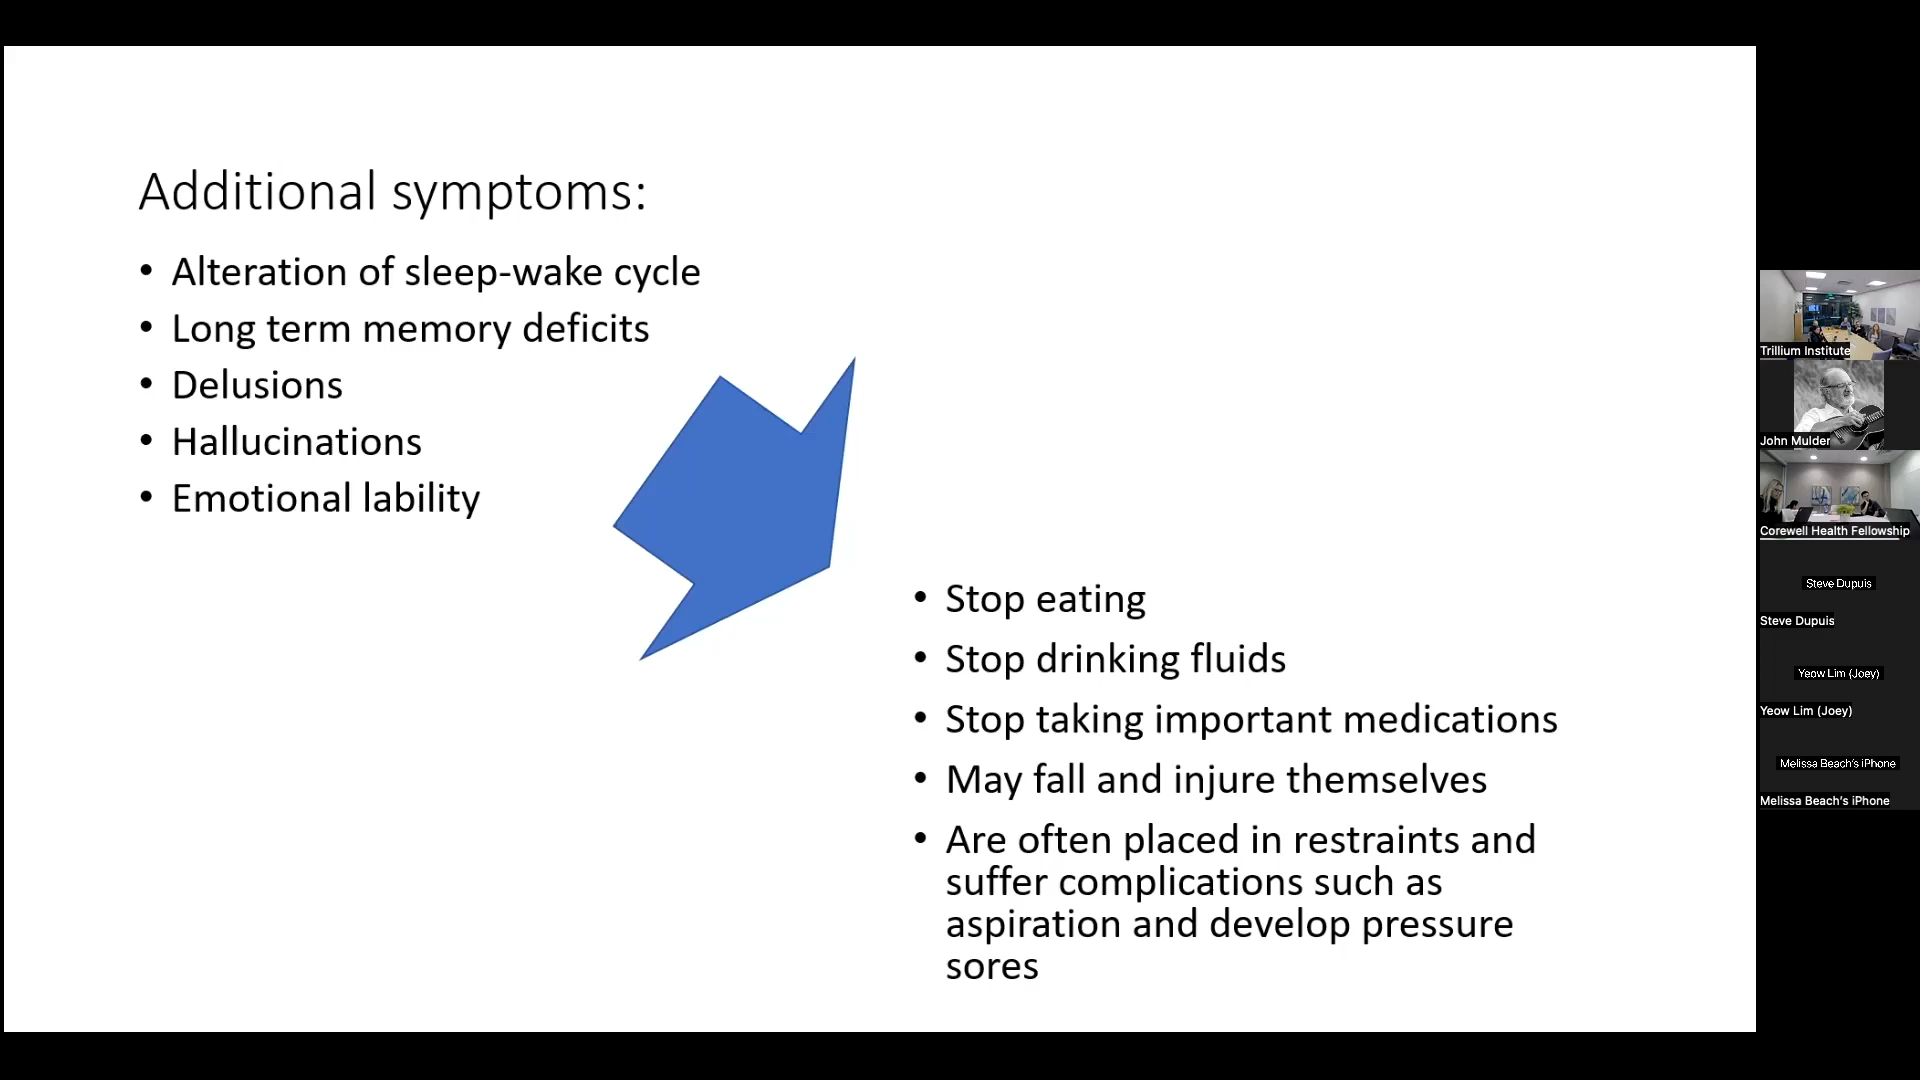 Additional symptoms:
• Alteration of sleep-wake cycle
• Long term memory deficits
• Delusions
• Hallucinations
• Emotional lability
• Stop eating
• Stop drinking fluids
• Stop taking important medications
• May fall and injure themselves
• Are often placed in restraints and
suffer complications such as
aspiration and develop pressure
sores
Trillium Institute
John Mulder
Corewell Health Fellowship
Steve Dupuis
Steve Dupuis
Yeow Lim (Joey)
Yeow Lim (Joey)
Melissa Beach's iPhone
Melissa Beach's iPhone